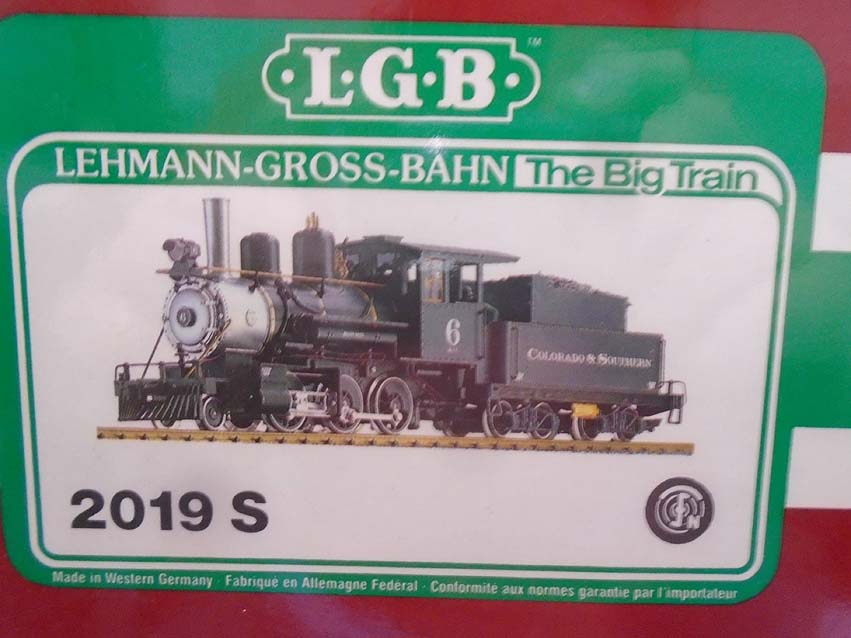 L·G·B TM
LEHMANN-GROSS-BAHN The Big Train
6
COLORADO & SOUTHERN
2019 S
Made in Western Germany · Fabriqué en Allemagne Federal · Conformité aux normes garantie par l'importateur